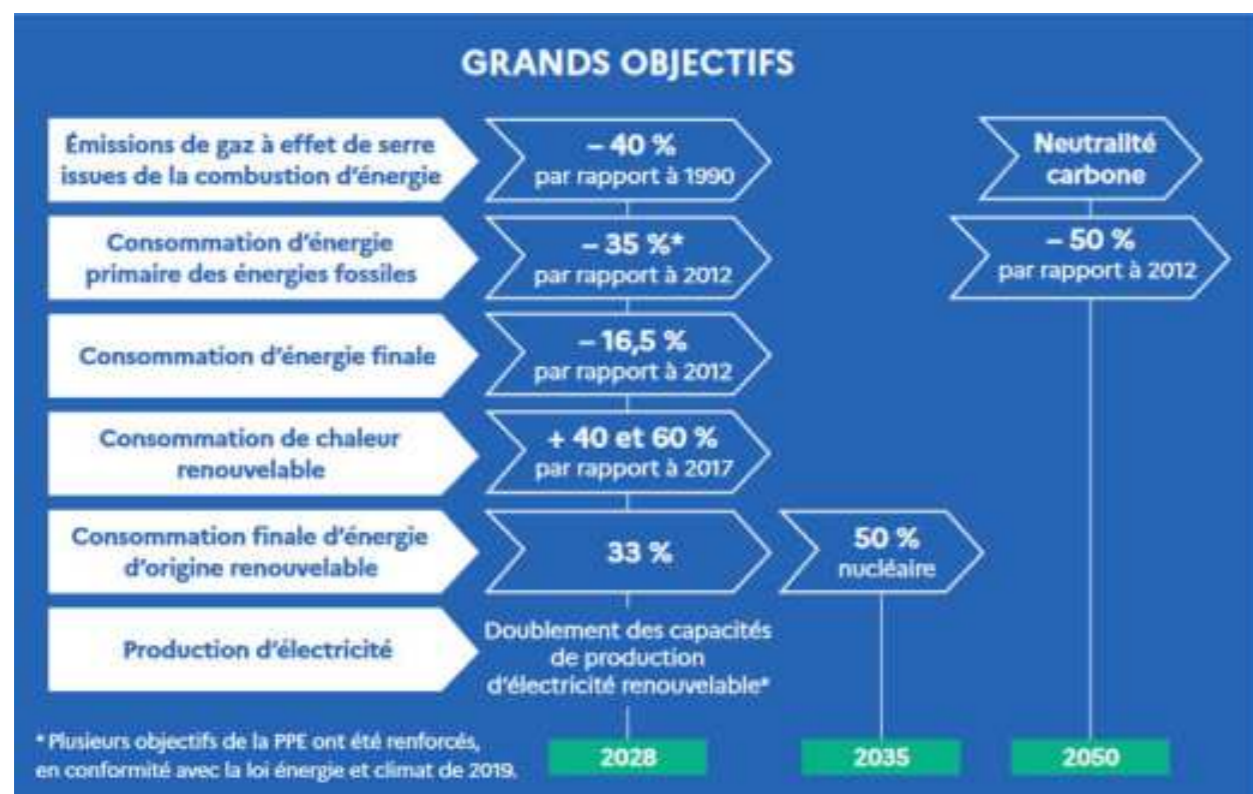 GRANDS OBJECTIFS
Émissions de gaz à effet de serre
issues de la combustion d'énergie
– 40 %
par rapport à 1990
Neutralité
carbone
Consommation d'énergie
primaire des énergies fossiles
– 35 %*
par rapport à 2012
– 50 %
par rapport à 2012
Consommation d'énergie finale
– 16,5 %
par rapport à 2012
Consommation de chaleur
renouvelable
+ 40 et 60 %
par rapport à 2017
Consommation finale d'énergie
d'origine renouvelable
33 %
50 %
nucléaire
Production d'électricité
Doublement des capacités
de production
d'électricité renouvelable*
* Plusieurs objectifs de la PPE ont été renforcés,
en conformité avec la loi énergie et climat de 2019.
2028
2035
2050